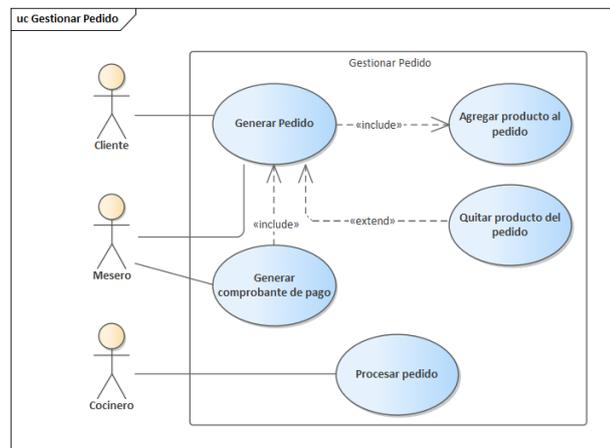 uc Gestionar Pedido
Gestionar Pedido
Cliente
Generar Pedido
«include»
Agregar producto al
pedido
«include»
«extend»
Quitar producto del
pedido
Mesero
Generar
comprobante de pago
Cocinero
Procesar pedido